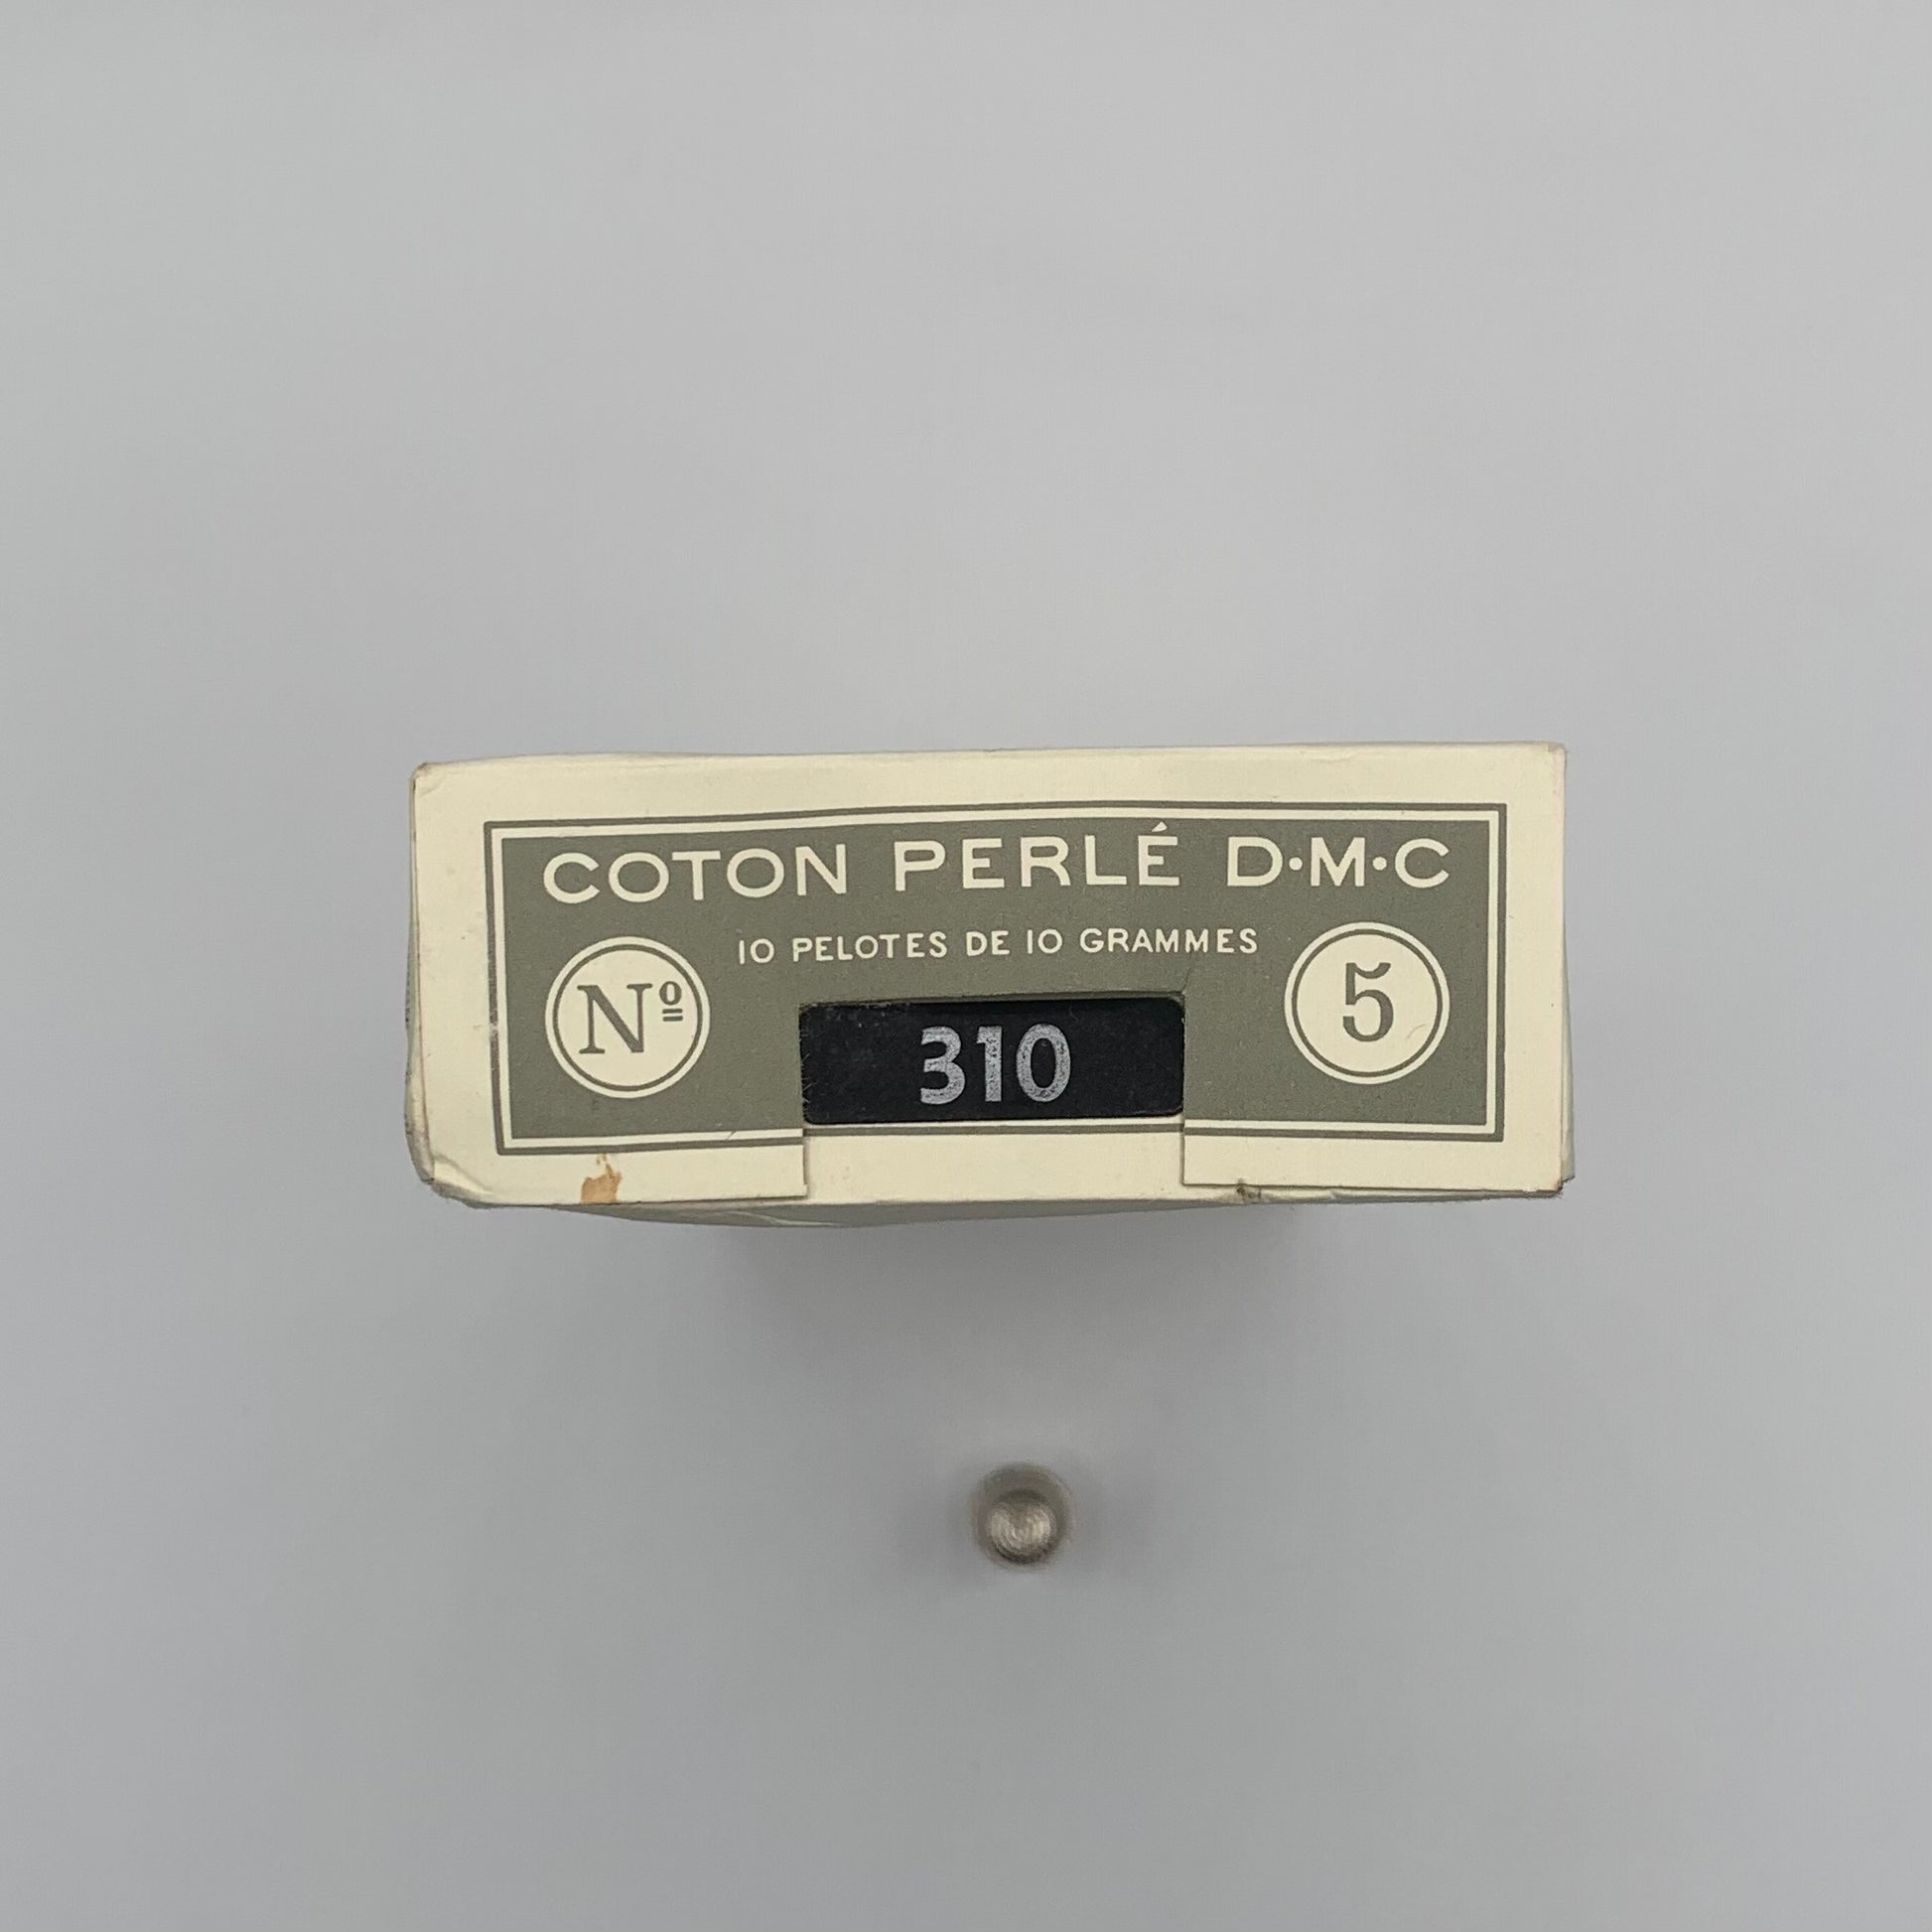 COTON PERLÉ D·M·C
10 PELOTES DE 10 GRAMMES
Nº 5
310